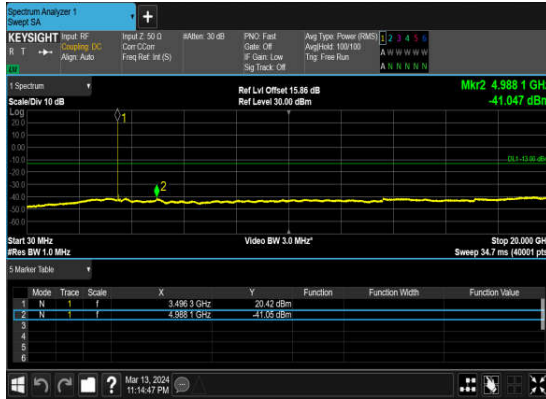 Spectrum Analyzer 1
Swept SA
+
KEYSIGHT Input: RF Input Z: 50 Ω #Atten: 30 dB PNO: Fast Avg Type: Power (RMS) 1 2 3 4 5 6
R T Coupling: DC Corr CCorr Gate: Off Avg|Hold: 100/100 A W W W W W
Align: Auto Freq Ref: Int (S) IF Gain: Low Trig: Free Run
Sig Track: Off A N N N N N
1 Spectrum Ref Lvl Offset 15.86 dB Mkr2 4.988 1 GHz
Scale/Div 10 dB Ref Level 30.00 dBm -41.047 dBm
Log
20.0
10.0
0.00
-10.0
-20.0
-30.0
-40.0
-50.0
-60.0
1
2
Start 30 MHz Video BW 3.0 MHz* Stop 20.000 GH
#Res BW 1.0 MHz Sweep 34.7 ms (40001 pts
5 Marker Table
Mode Trace Scale X Y Function Function Width Function Value
1 N 1 f 3.496 3 GHz 20.42 dBm
2 N 1 f 4.988 1 GHz -41.05 dBm
3
4
5
6
?
Mar 13, 2024
11:14:47 PM